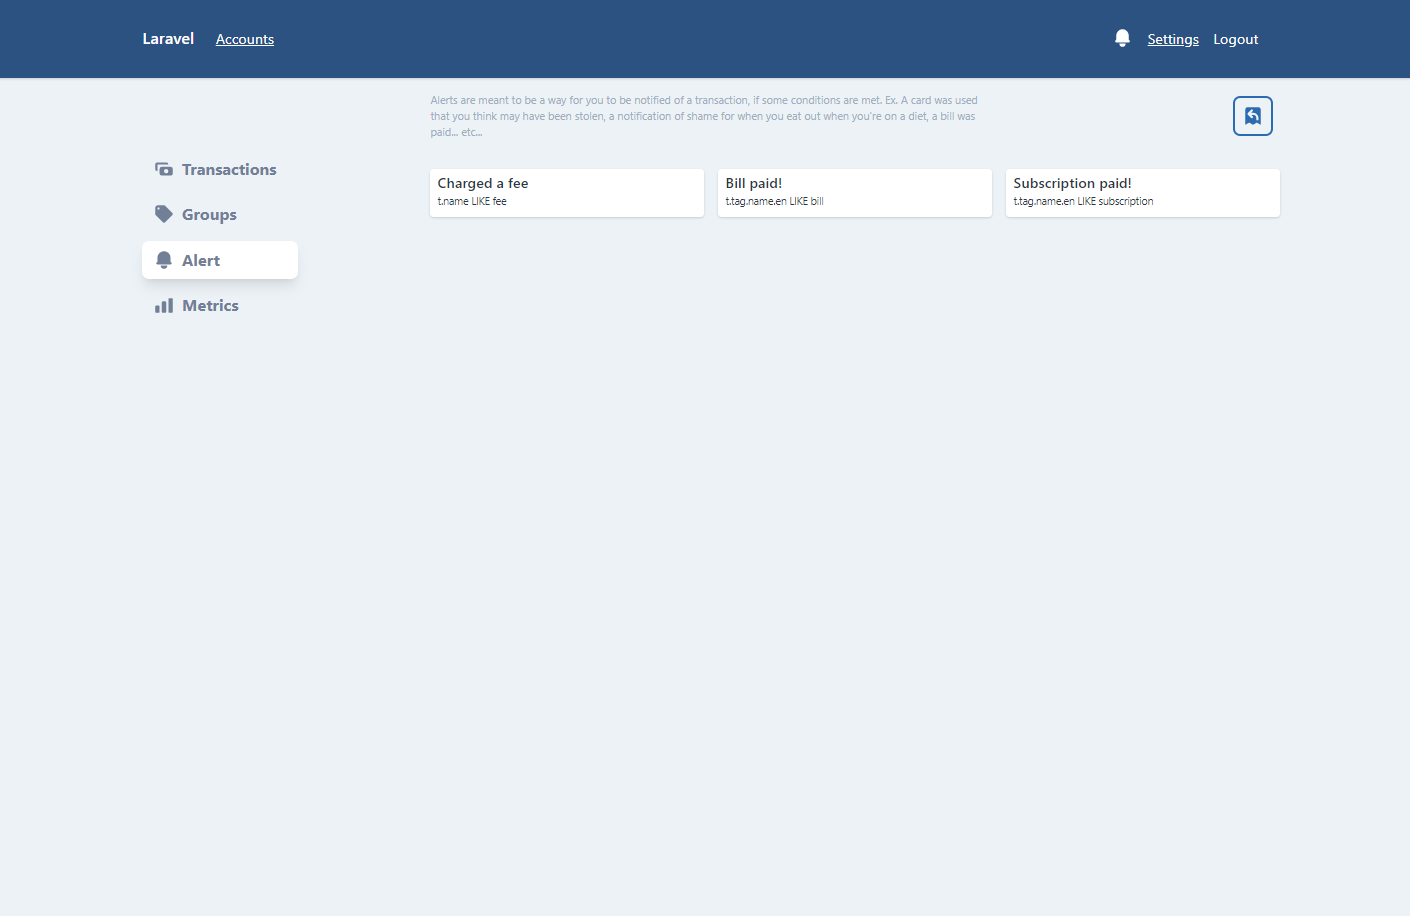 Laravel Accounts Settings Logout
Alerts are meant to be a way for you to be notified of a transaction, if some conditions are met. Ex. A card was used
that you think may have been stolen, a notification of shame for when you eat out when you're on a diet, a bill was
paid... etc...
Transactions
Groups
Alert
Metrics
Charged a fee
t.name LIKE fee
Bill paid!
t.tag.name.en LIKE bill
Subscription paid!
t.tag.name.en LIKE subscription